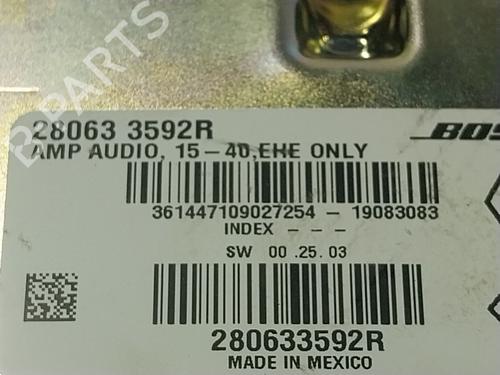 B-PARTS
28063 3592R
BOS
AMP AUDIO, 15-40,EHE ONLY
361447109027254 - 19083083
INDEX - - -
SW 00 .25. 03
280633592R
MADE IN MEXICO